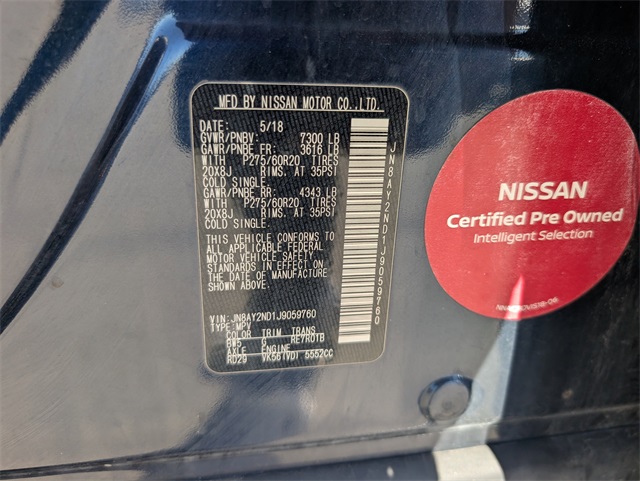 MFD BY NISSAN MOTOR CO.,LTD.
DATE: 5/18
GVWR/PNBV: 7300 LB
GAWR/PNBE FR: 3616 LB
WITH P275/60R20 TIRES
20X8J RIMS. AT 35PSI
COLD SINGLE.
GAWR/PNBE RR: 4343 LB
WITH P275/60R20 TIRES
20X8J RIMS. AT 35PSI
COLD SINGLE.
THIS VEHICLE CONFORMS TO
ALL APPLICABLE FEDERAL
MOTOR VEHICLE SAFETY
STANDARDS IN EFFECT ON
THE DATE OF MANUFACTURE
SHOWN ABOVE.
VIN: JN8AY2ND1J9059760
TYPE: MPV
COLOR TRIM TRANS
BW5 G RE7R01B
AXLE ENGINE
RD29 VK56(VD) 5552CC
JN8AY2ND1J9059760
NISSAN
Certified Pre Owned
Intelligent Selection